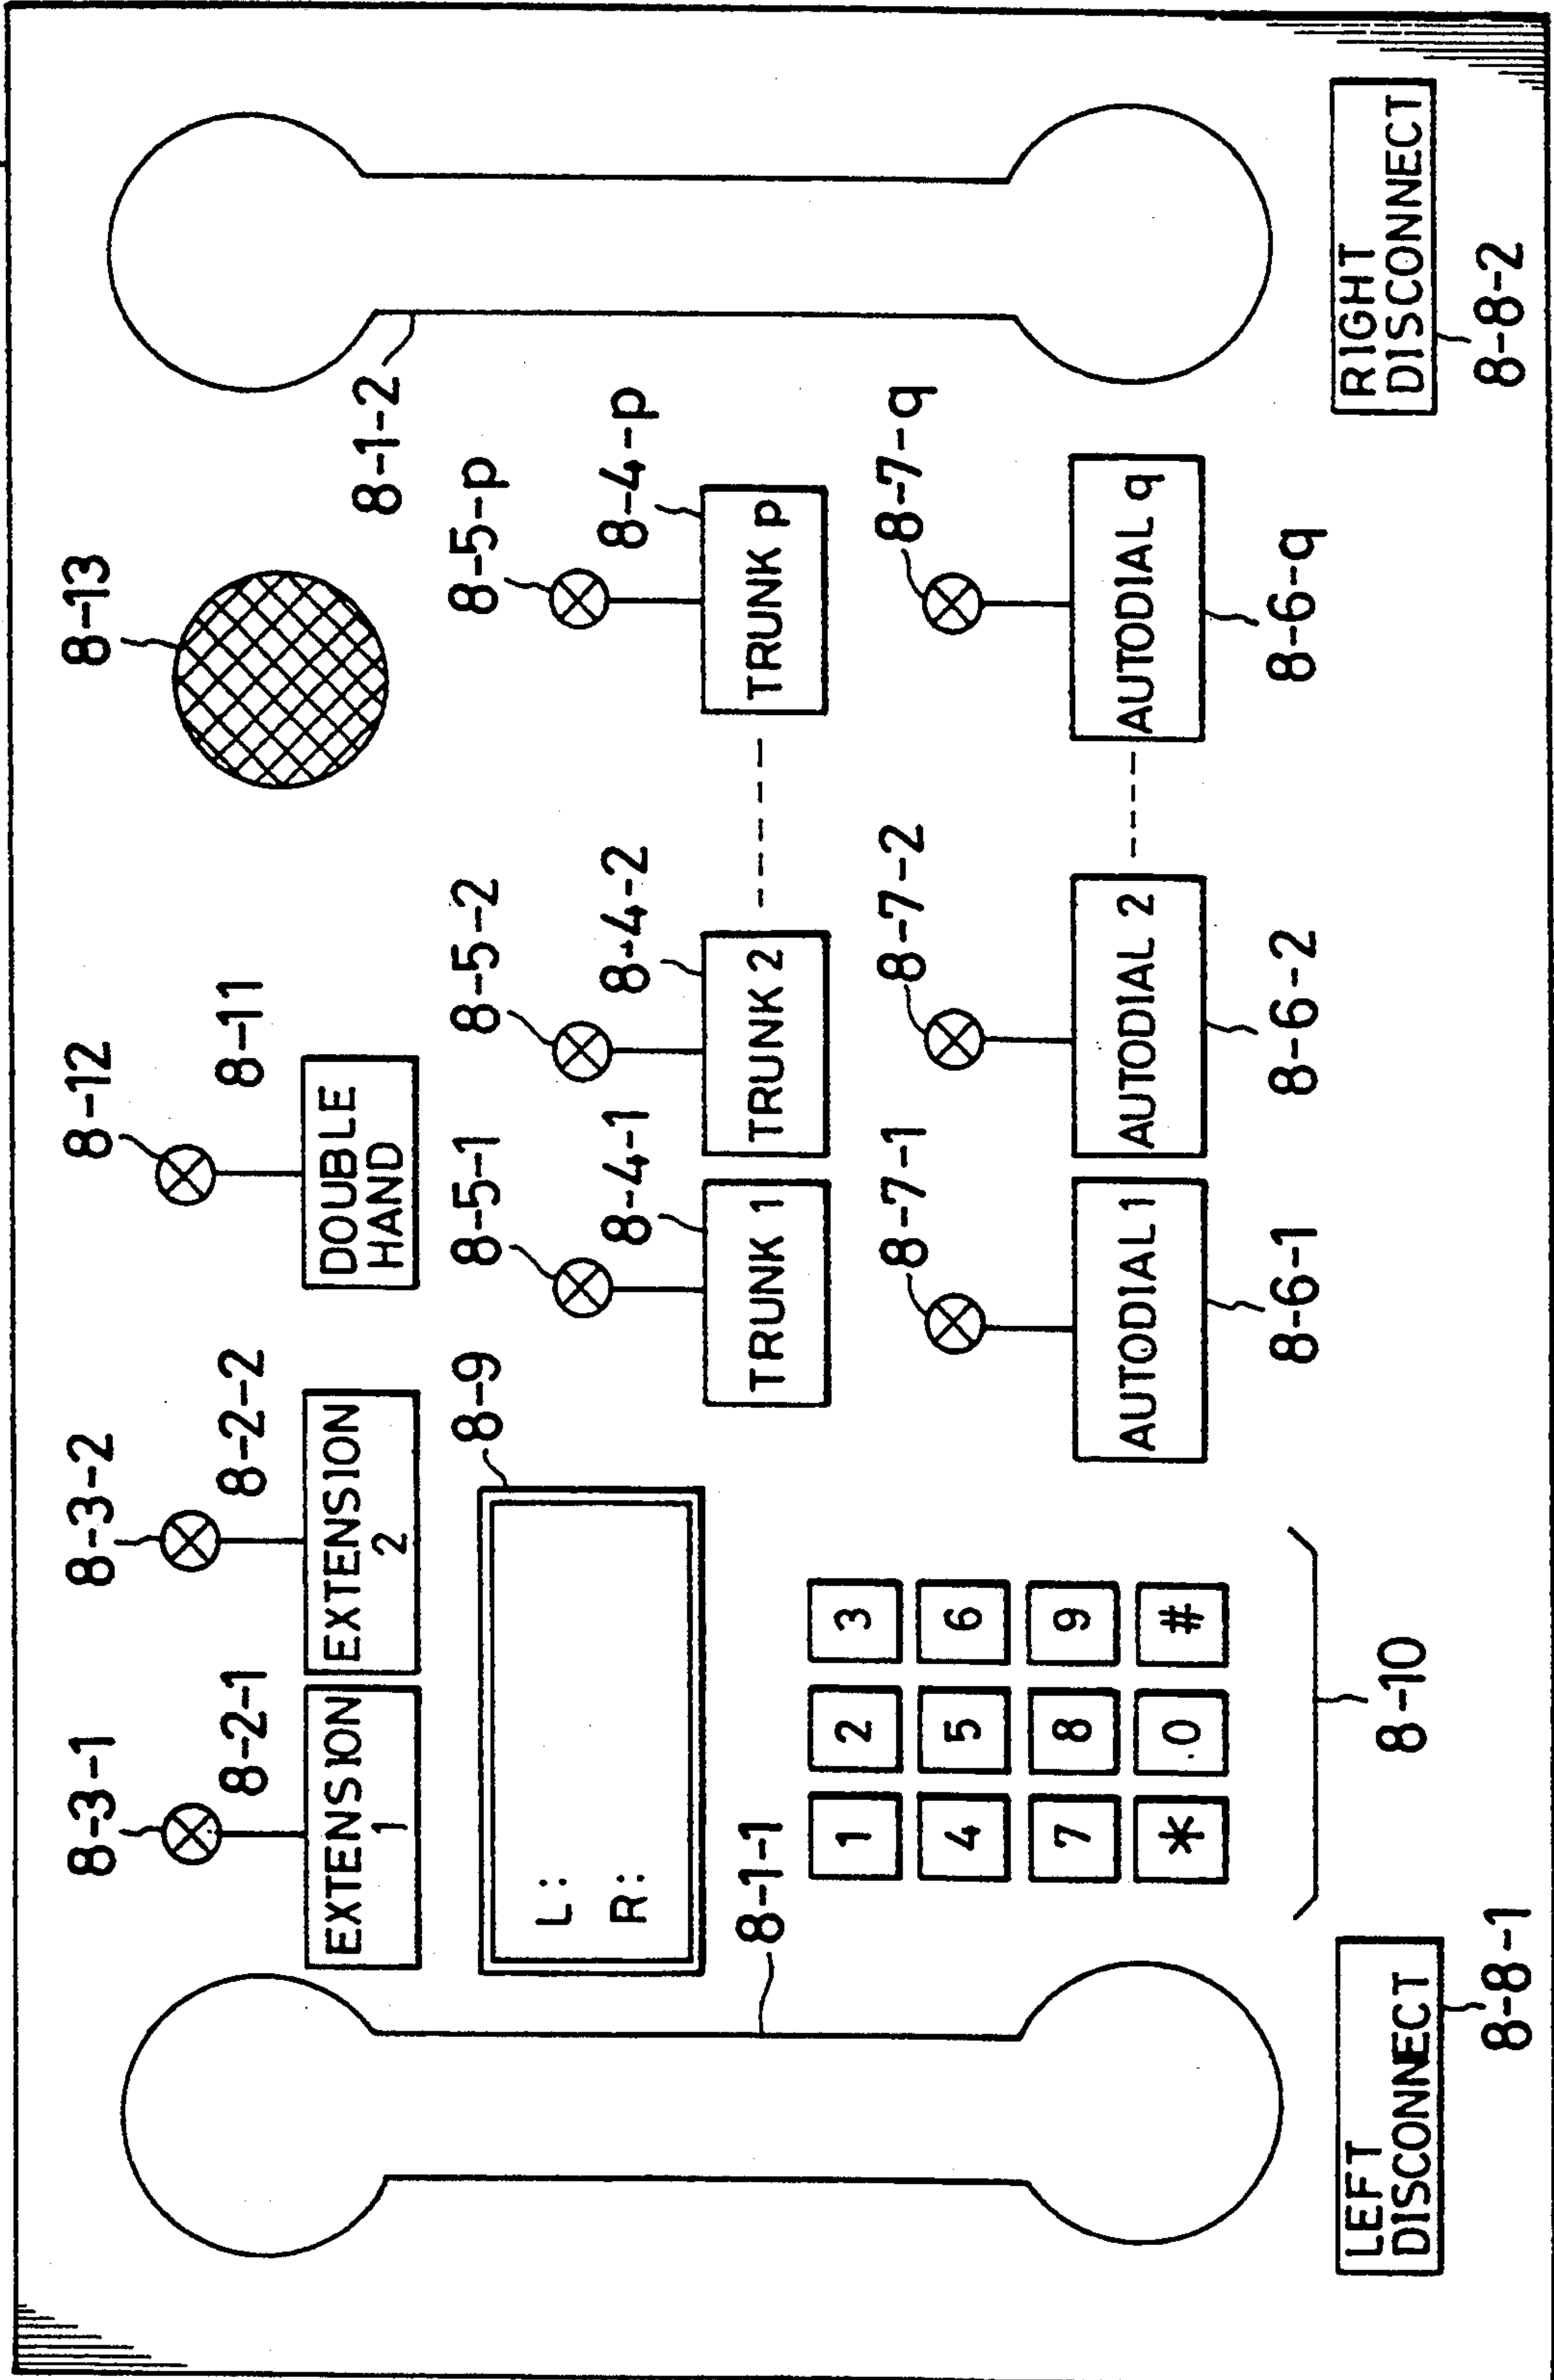 8-3-1
8-3-2
8-12
8-13
8-2-1
8-2-2
8-11
EXTENSION
1
EXTENSION
2
DOUBLE
HAND
8-1-2
8-9
8-5-1
8-5-2
8-5-p
L:
R:
8-4-1
8-4-2
8-4-p
TRUNK 1
TRUNK 2
TRUNK p
8-1-1
8-7-1
8-7-2
8-7-q
1
2
3
4
5
6
7
8
9
*
0
#
AUTODIAL 1
AUTODIAL 2
AUTODIAL q
8-6-1
8-6-2
8-6-q
8-10
LEFT
DISCONNECT
8-8-1
RIGHT
DISCONNECT
8-8-2